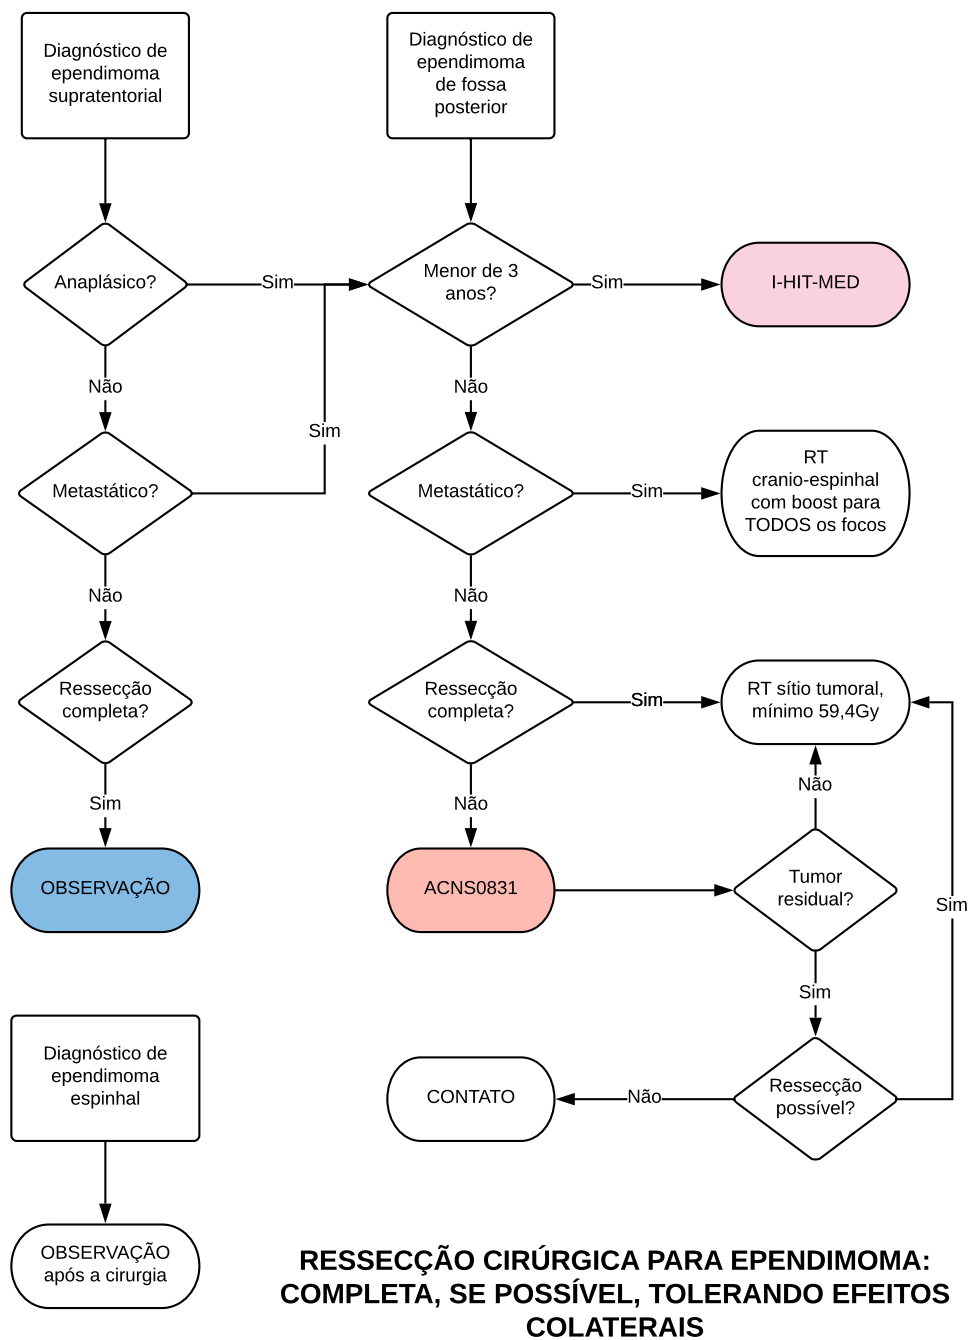 Diagnóstico de
ependimoma
supratentorial
Diagnóstico de
ependimoma
de fossa
posterior
Anaplásico?
Sim
Menor de 3
anos?
Sim
I-HIT-MED
Não
Não
Sim
Metastático?
Metastático?
Sim
RT
cranio-espinhal
com boost para
TODOS os focos
Não
Não
Ressecção
completa?
Ressecção
completa?
Sim
RT sítio tumoral,
mínimo 59,4Gy
Sim
Não
Não
OBSERVAÇÃO
ACNS0831
Tumor
residual?
Sim
Sim
Diagnóstico de
ependimoma
espinhal
CONTATO
Não
Ressecção
possível?
OBSERVAÇÃO
após a cirurgia
RESSECÇÃO CIRÚRGICA PARA EPENDIMOMA:
COMPLETA, SE POSSÍVEL, TOLERANDO EFEITOS
COLATERAIS